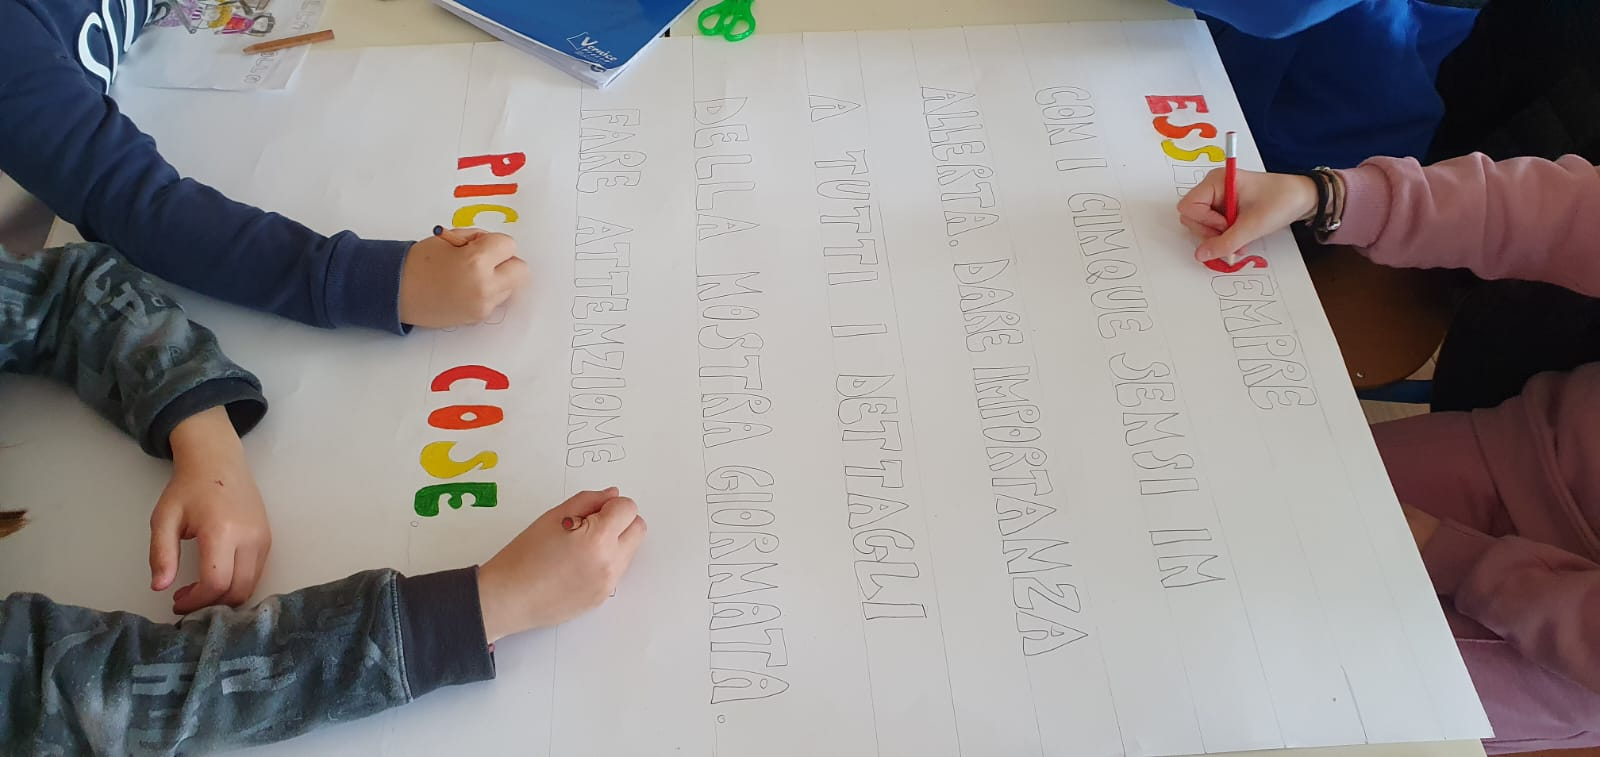 SEMPRE
CON I CINQUE SENSI IN
ALLERTA. DARE IMPORTANZA
A TUTTI I DETTAGLI
DELLA NOSTRA GIORNATA.
FARE ATTENZIONE
COSE.